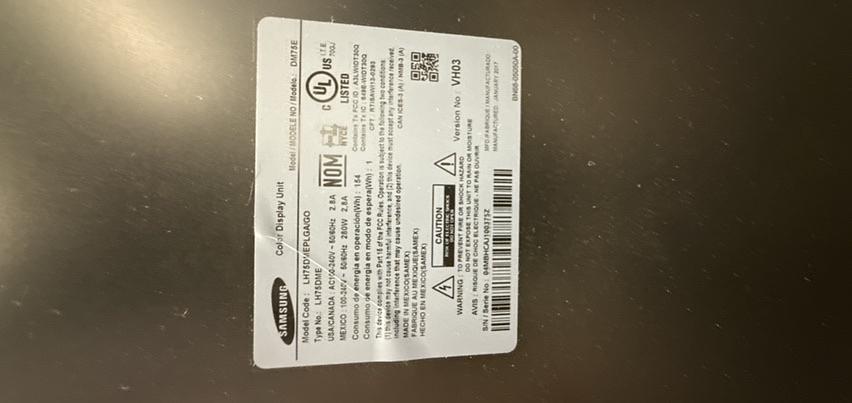 SAMSUNG
Color Display Unit
Model / MODELE NO / Modelo : DM75E
Model Code : LH75DMEPLGA/GO
Type No.: LH75DME
USA/CANADA : AC100-240V ~ 50/60Hz 2.8A
MEXICO : 100-240V ~ 50/60Hz 280W 2,8A
Consumo de energía en operación(Wh) : 154
Consumo de energía en modo de espera(Wh) : 1
NOM
NYCE
C UL US I.T.E.
LISTED
Contains Tx FCC ID : A3LWIDT30Q
Contains Tx IC : 649E-WIDT30Q
This device complies with Part 15 of the FCC Rules. Operation is subject to the following two conditions:
(1) this device may not cause harmful interference, and (2) this device must accept any interference received,
including interference that may cause undesired operation.
CAN ICES-3 (A) / NMB-3 (A)
MADE IN MEXICO(SAMEX)
FABRIQUE AU MEXIQUE(SAMEX)
HECHO EN MEXICO(SAMEX)
CAUTION
Version No : VH03
WARNING : TO PREVENT FIRE OR SHOCK HAZARD
DO NOT EXPOSE THIS UNIT TO RAIN OR MOISTURE
AVIS : RISQUE DE CHOC ELECTRIQUE - NE PAS OUVRIR
MFD /FABRIQUE / MANUFACTURADO
MANUFACTURED: JANUARY 2017
S/N / Serie No : 04MBHCAJ100375Z
BN68-05090A-00